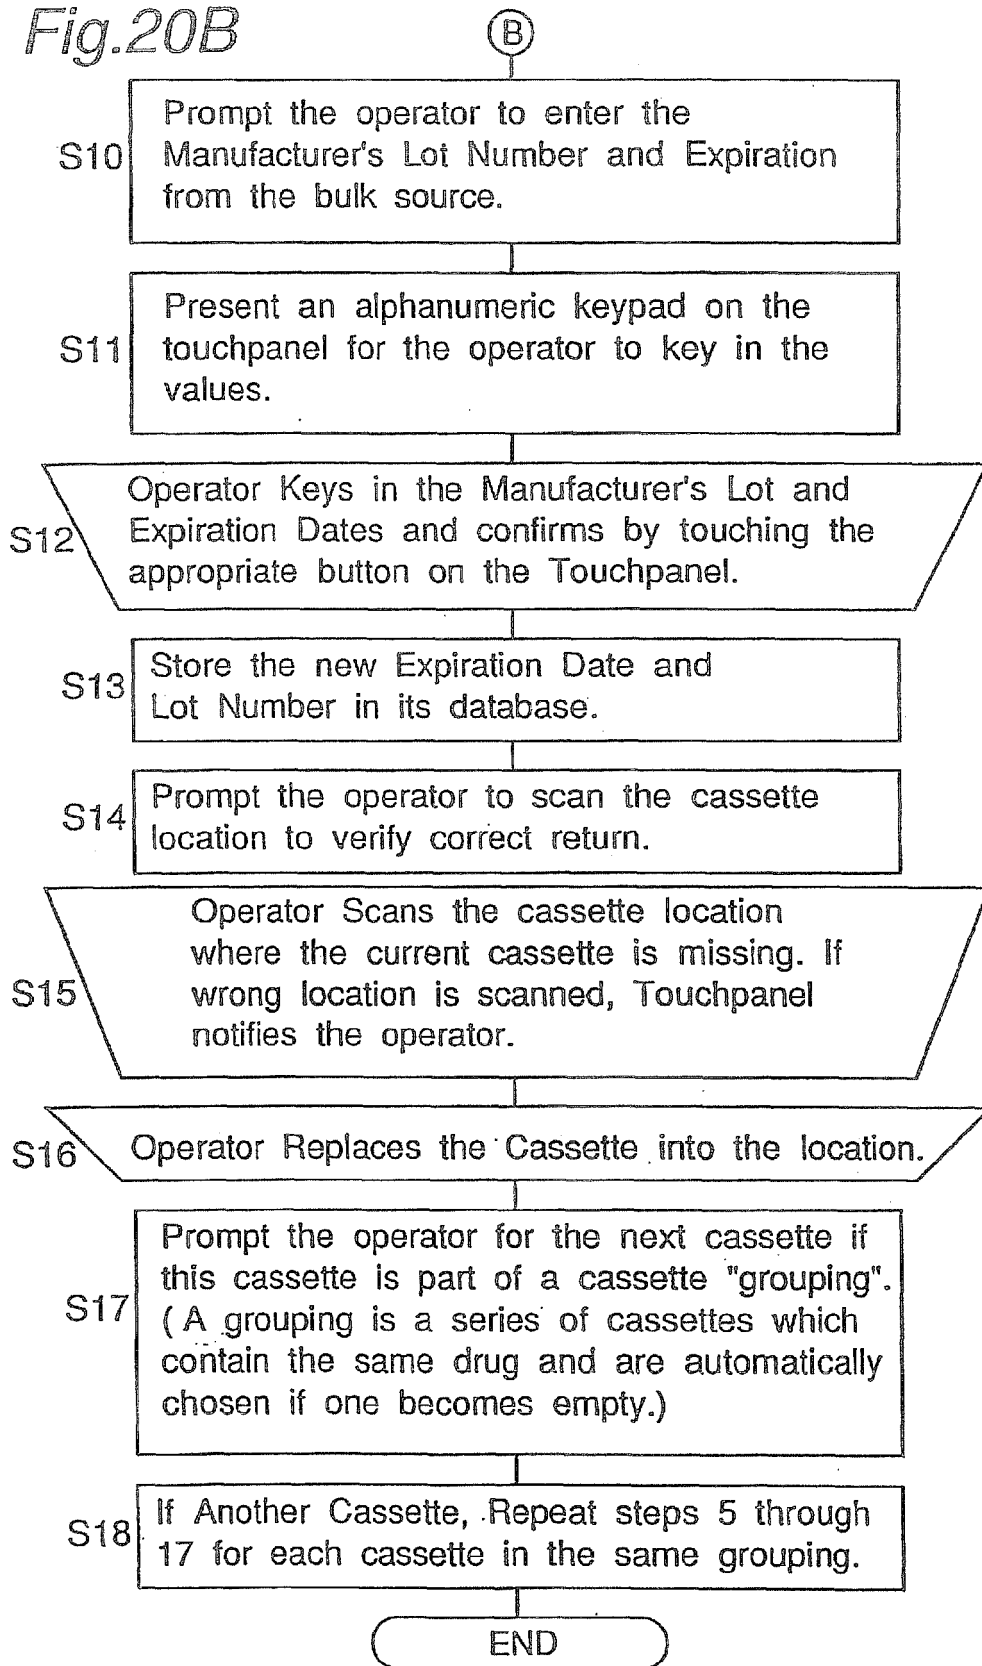 Fig.20B
B
S10
Prompt the operator to enter the
Manufacturer's Lot Number and Expiration
from the bulk source.
S11
Present an alphanumeric keypad on the
touchpanel for the operator to key in the
values.
S12
Operator Keys in the Manufacturer's Lot and
Expiration Dates and confirms by touching the
appropriate button on the Touchpanel.
S13
Store the new Expiration Date and
Lot Number in its database.
S14
Prompt the operator to scan the cassette
location to verify correct return.
S15
Operator Scans the cassette location
where the current cassette is missing. If
wrong location is scanned, Touchpanel
notifies the operator.
S16
Operator Replaces the Cassette into the location.
S17
Prompt the operator for the next cassette if
this cassette is part of a cassette "grouping".
( A grouping is a series of cassettes which
contain the same drug and are automatically
chosen if one becomes empty.)
S18
If Another Cassette, Repeat steps 5 through
17 for each cassette in the same grouping.
END